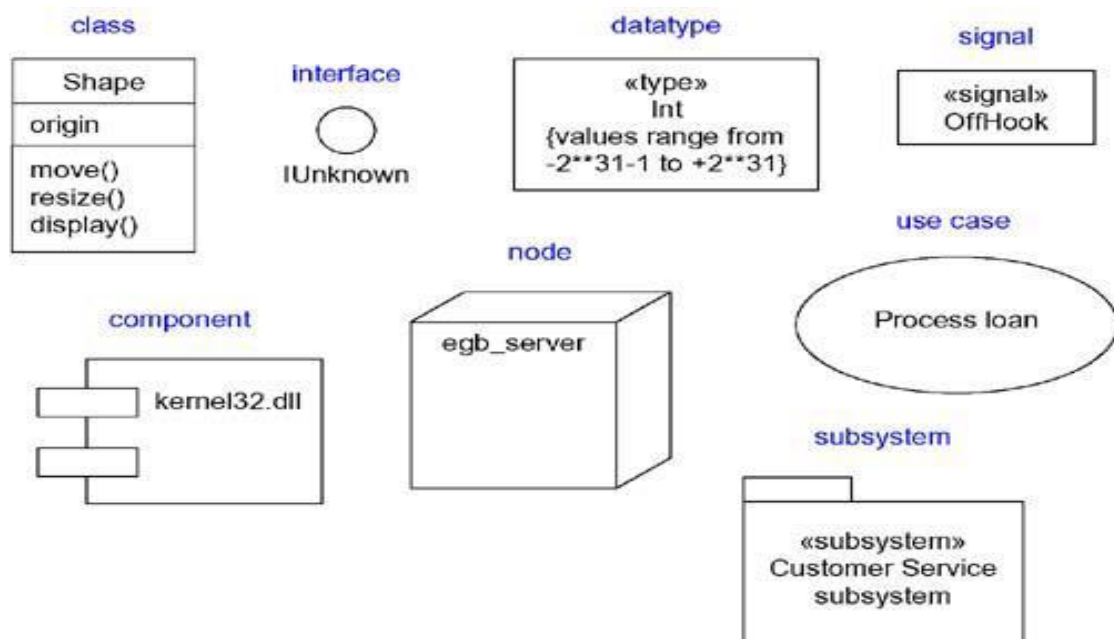 class
Shape
origin
move()
resize()
display()
interface
IUnknown
datatype
«type»
Int
{values range from
-2**31-1 to +2**31}
signal
«signal»
OffHook
component
kernel32.dll
node
egb_server
use case
Process loan
subsystem
«subsystem»
Customer Service
subsystem